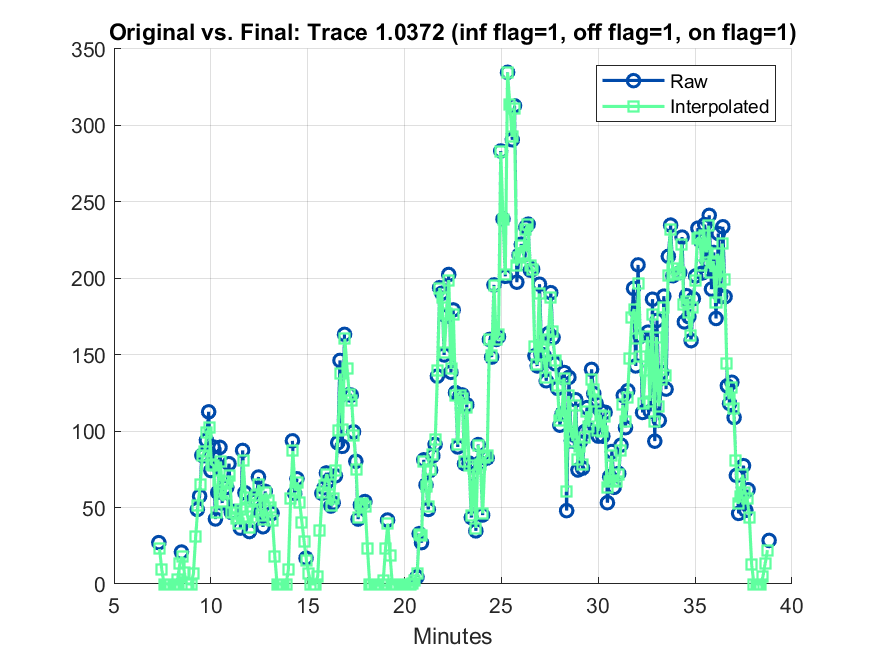 Original vs. Final: Trace 1.0372 (inf flag=1, off flag=1, on flag=1)
350
300
250
200
150
100
50
0
Raw
Interpolated
5 10 15 20 25 30 35 40
Minutes